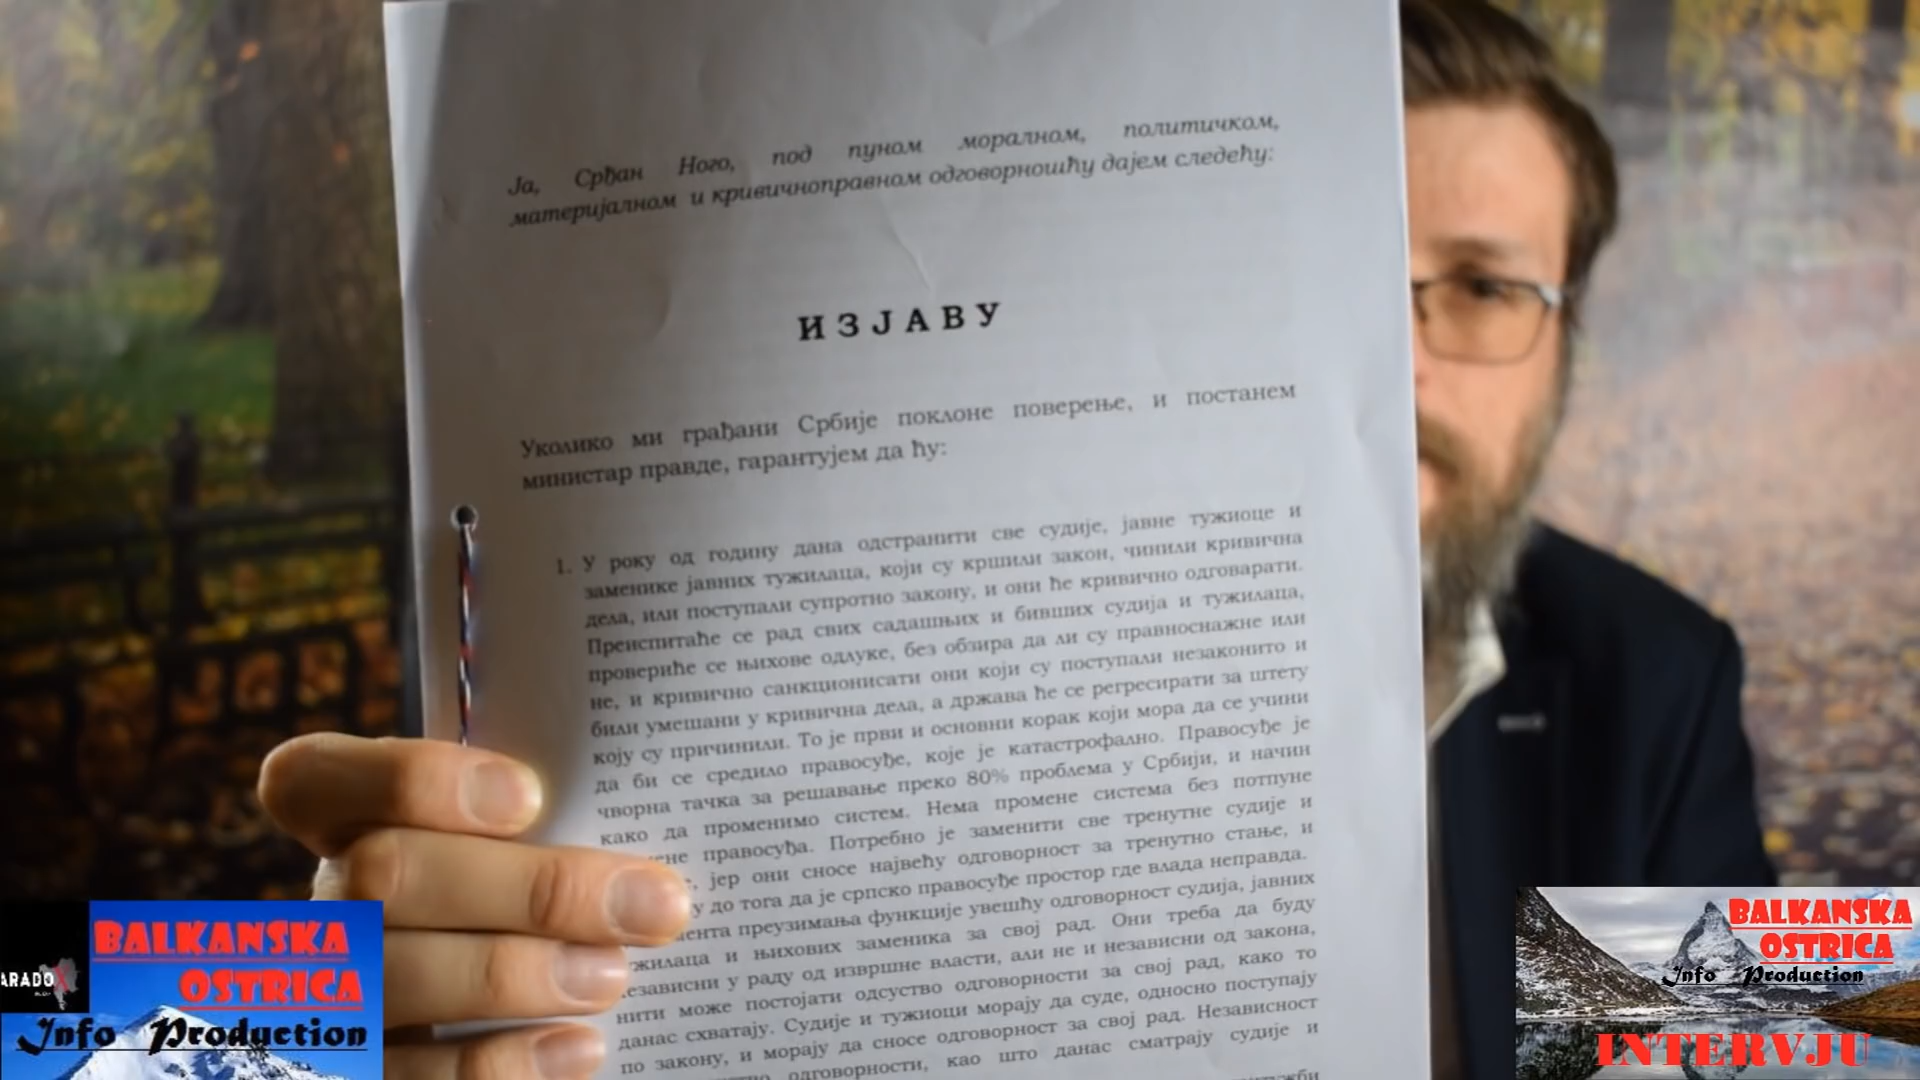 Ја, Срђан Ного, под пуном моралном, политичком,
материјалном и кривичноправном одговорношћу дајем следећу:
ИЗЈАВУ
Уколико ми грађани Србије поклоне поверење, и постанем
министар правде, гарантујем да ћу:
1. У року од годину дана одстранити све судије, јавне тужиоце и
заменике јавних тужилаца, који су кршили закон, чинили кривична
дела, или поступали супротно закону, и они ће кривично одговарати.
Преиспитаће се рад свих садашњих и бивших судија и тужилаца,
провериће се њихове одлуке, без обзира да ли су правноснажне или
не, и кривично санкционисати они који су поступали незаконито и
били умешани у кривична дела, а држава ће се регресирати за штету
коју су причинили. То је први и основни корак који мора да се учини
да би се средило правосуђе, које је катастрофално. Правосуђе је
чворна тачка за решавање преко 80% проблема у Србији, и начин
како да променимо систем. Нема промене система без потпуне
правосуђа. Потребно је заменити све тренутне судије и
јер они сносе највећу одговорност за тренутно стање, и
у до тога да је српско правосуђе простор где влада неправда.
преузимања функције увешћу одговорност судија, јавних
и њихових заменика за свој рад. Они треба да буду
у раду од извршне власти, али не и независни од закона,
нити може постојати одсуство одговорности за свој рад, како то
данас схватају. Судије и тужиоци морају да суде, односно поступају
по закону, и морају да сносе одговорност за свој рад. Независност
одговорности, као што данас сматрају судије и
ARADOX
BALKANSKA
OSTRICA
Info Production
BALKANSKA
OSTRICA
Info Production
INTERVJU